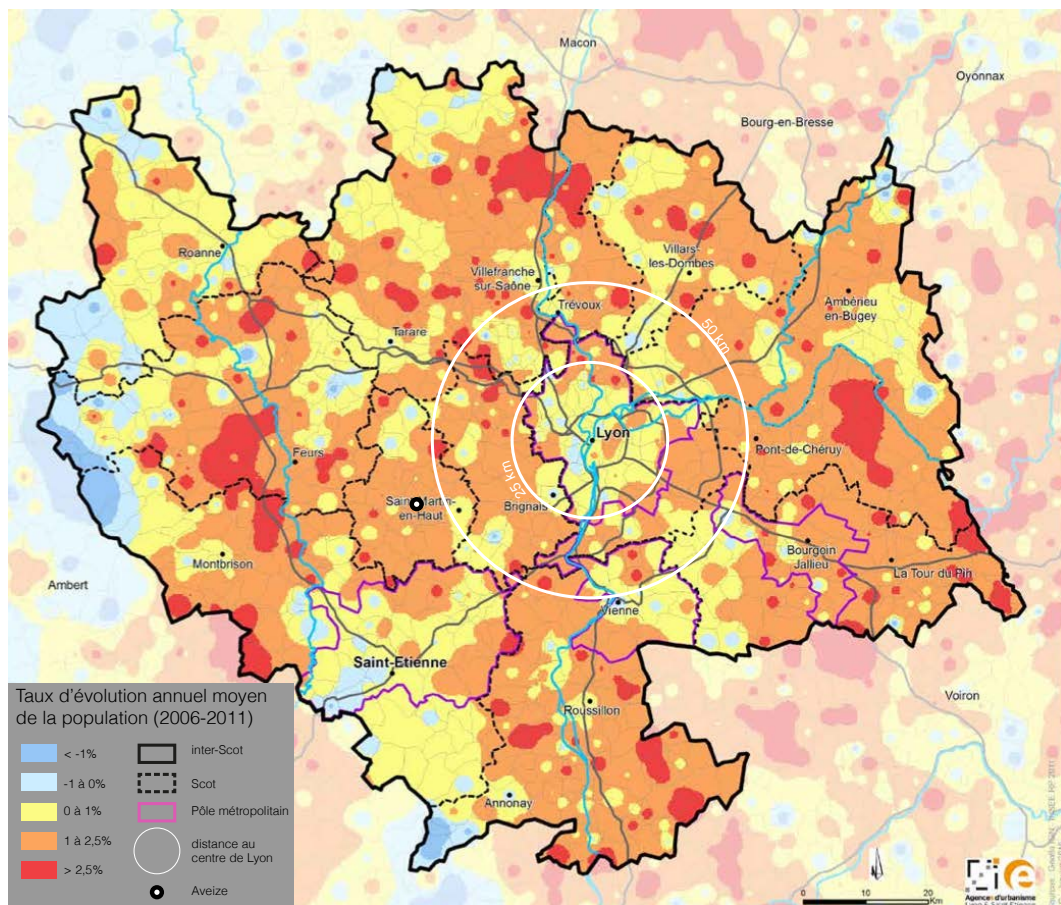 Macon
Oyonnax
Bourg-en-Bresse
Roanne
Villars-
les-Dombes
Villefranche
sur-Saône
Ambérieu
en-Bugey
Trévoux
50 km
Tarare
Lyon
Pont-de-Chéruy
Feurs
25 km
Saint-Martin-
en-Haut
Brignais
Bourgoin
Jallieu
La Tour du Pin
Montbrison
Ambert
Vienne
Saint-Etienne
Voiron
Roussillon
Annonay
Taux d'évolution annuel moyen
de la population (2006-2011)
< -1%
-1 à 0%
0 à 1%
1 à 2,5%
> 2,5%
inter-Scot
Scot
Pôle métropolitain
distance au
centre de Lyon
Aveize
0 10 20
Km
Agences d'urbanisme
Lyon & Saint-Etienne